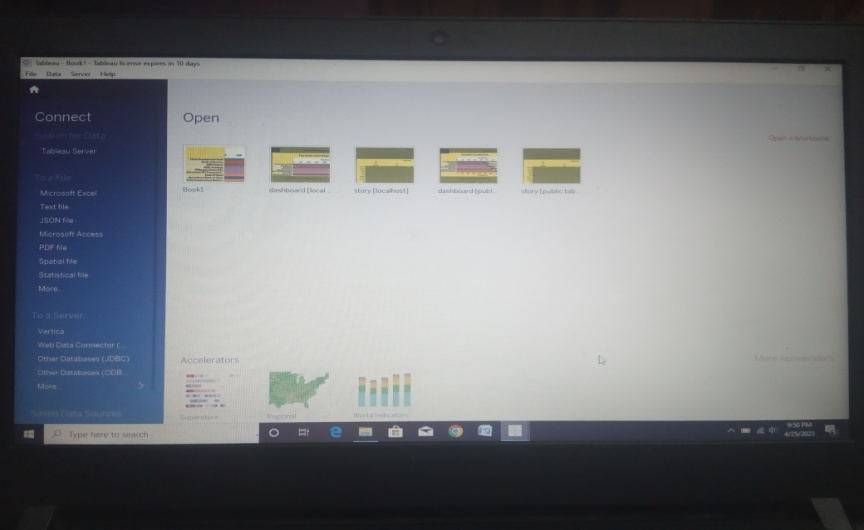 Tableau - Book1 - Tableau license expires in 10 days
File Data Server Help
Connect
Search for Data
Tableau Server
To a File
Microsoft Excel
Text file
JSON file
Microsoft Access
PDF file
Spatial file
Statistical file
More...
To a Server
Vertica
Web Data Connector (...
Other Databases (JDBC)
Other Databases (ODB...
More...
Saved Data Sources
Open
Open a Workbook
Book1
dashboard [local...
story [localhost]
dashboard [publ...
story [public.tab...
Accelerators
More Accelerators
Superstore
Regional
World Indicators
Type here to search
9:50 PM
4/25/2023